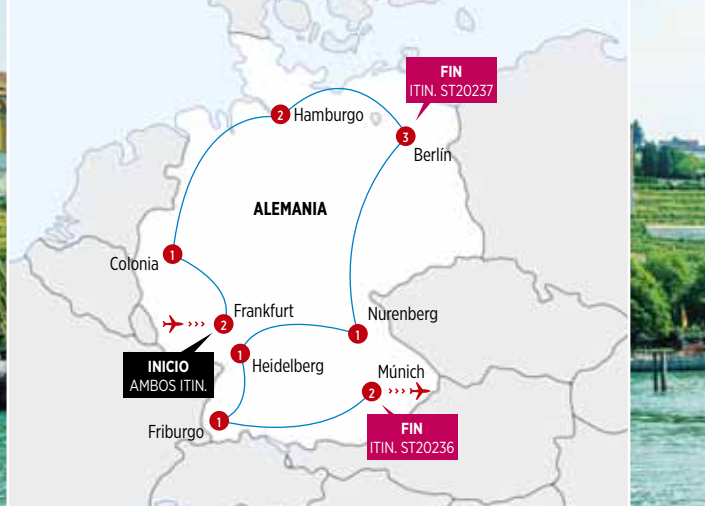 FIN
ITIN. ST20237
2 Hamburgo
3
Berlín
ALEMANIA
1
Colonia
Frankfurt
2
Nurenberg
1
INICIO
AMBOS ITIN.
1
Heidelberg
Múnich
2
1
Friburgo
FIN
ITIN. ST20236